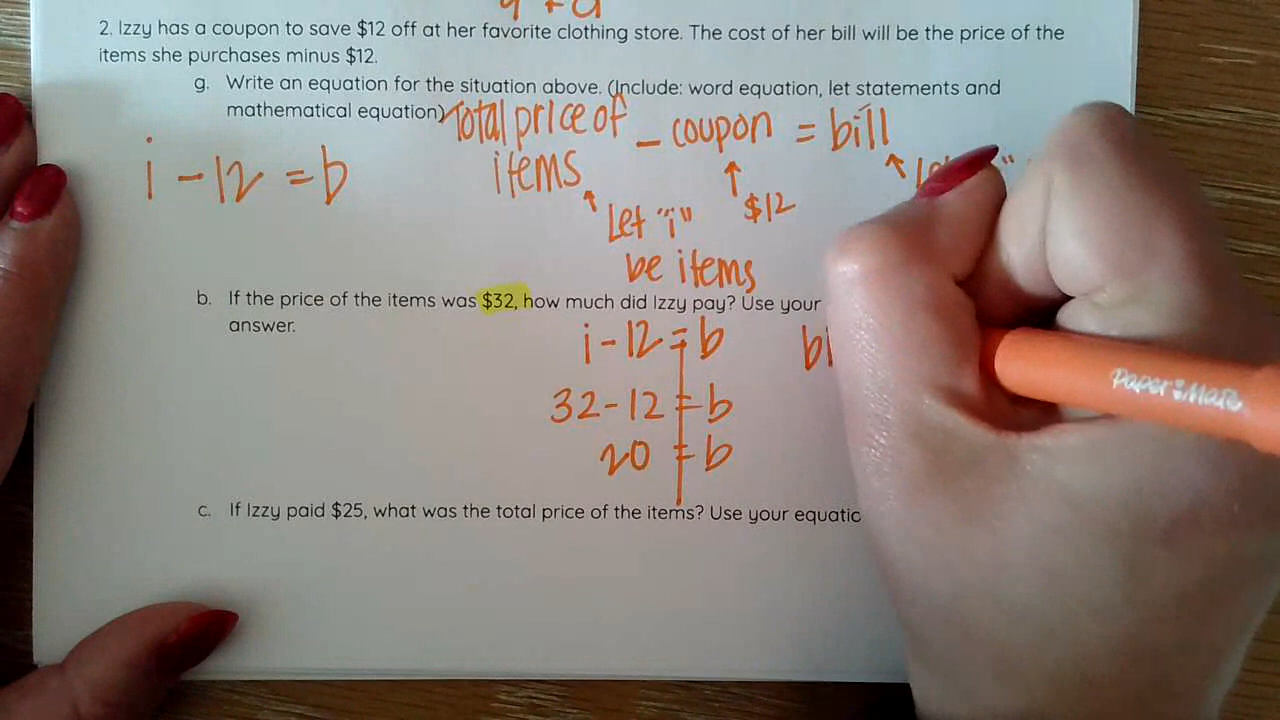 2. Izzy has a coupon to save $12 off at her favorite clothing store. The cost of her bill will be the price of the
items she purchases minus $12.
g. Write an equation for the situation above. (Include: word equation, let statements and
mathematical equation)
Total price of items - coupon = bill
i - 12 = b
$12
Let "i"
be items
b. If the price of the items was $32, how much did Izzy pay? Use your
answer.
i - 12 = b
32 - 12 = b
20 = b
c. If Izzy paid $25, what was the total price of the items? Use your
Paper Mate